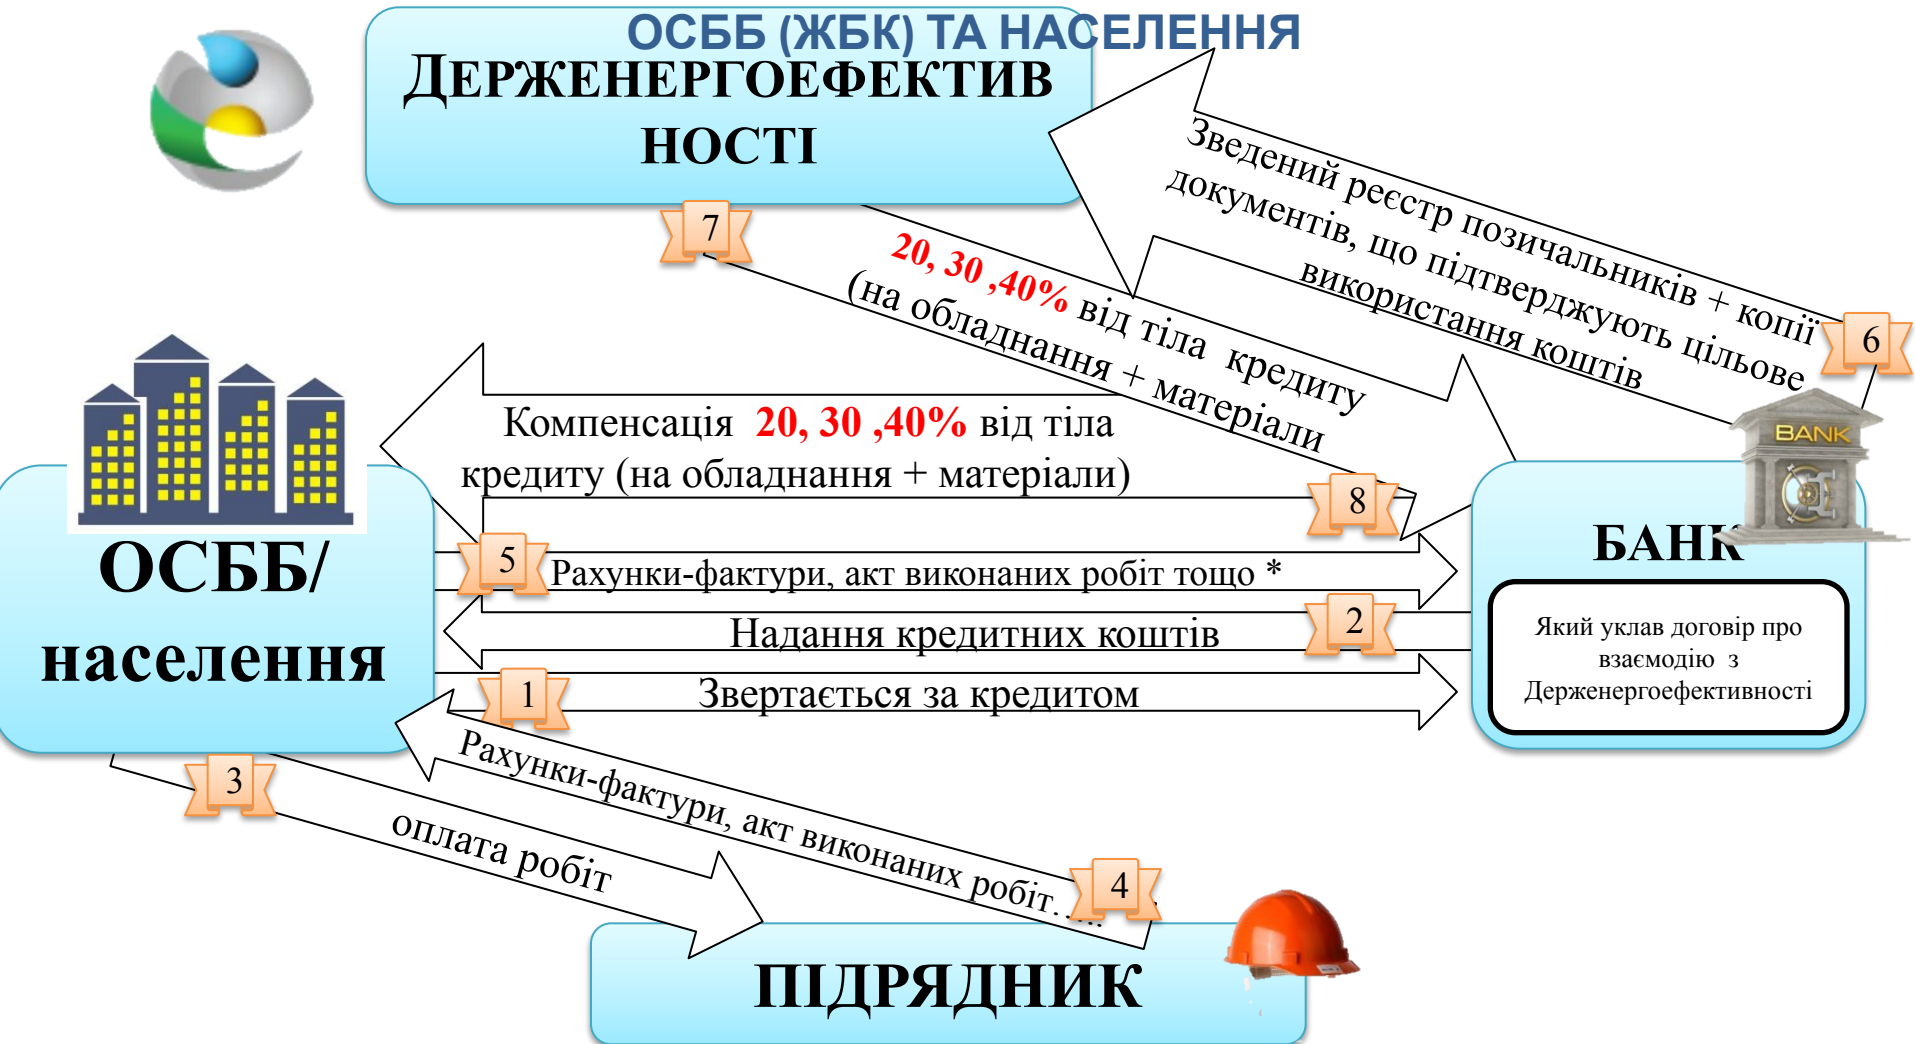 ОСББ (ЖБК) ТА НАСЕЛЕННЯ
ДЕРЖЕНЕРГОЕФЕКТИВ
НОСТІ
Зведений реєстр позичальників + копії
документів, що підтверджують цільове
використання коштів
6
7
20, 30 ,40% від тіла кредиту
(на обладнання + матеріали
Компенсація 20, 30 ,40% від тіла
кредиту (на обладнання + матеріали)
8
BANK
ОСББ/
населення
БАНК
Який уклав договір про
взаємодію з
Держенергоефективності
5
Рахунки-фактури, акт виконаних робіт тощо *
Надання кредитних коштів
2
1
Звертається за кредитом
3
оплата робіт
Рахунки-фактури, акт виконаних робіт…..
4
ПІДРЯДНИК